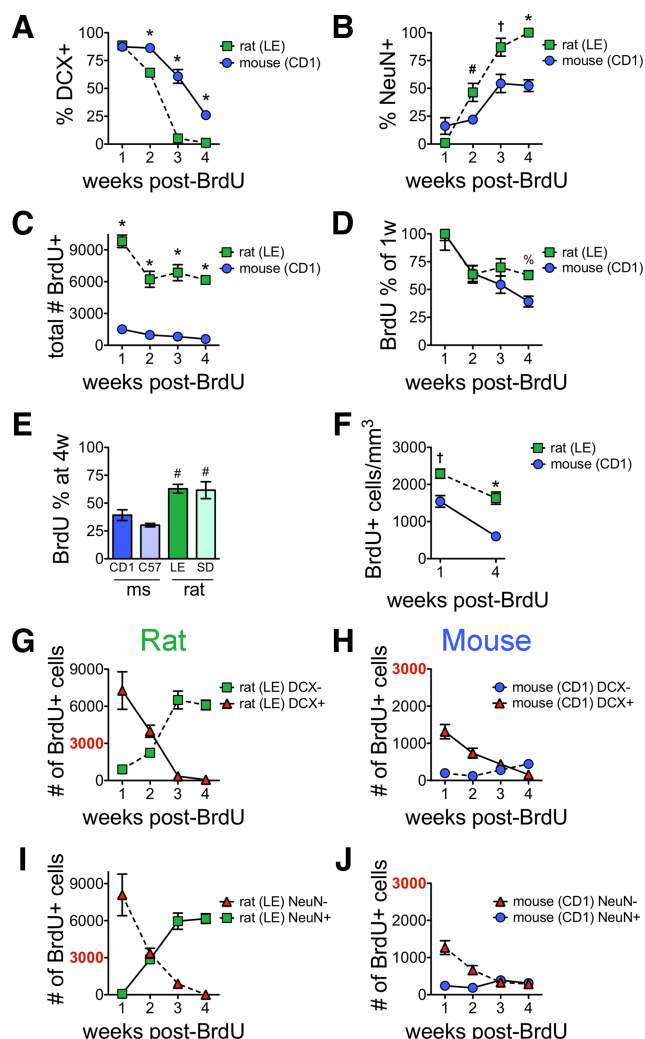 A
rat (LE)
mouse (CD1)
% DCX+
100
75
50
25
0
* * * 
1 2 3 4
weeks post-BrdU
B
rat (LE)
mouse (CD1)
% NeuN+
100
75
50
25
0
# † *
1 2 3 4
weeks post-BrdU
C
rat (LE)
mouse (CD1)
total # BrdU+
9000
6000
3000
0
* * * *
1 2 3 4
weeks post-BrdU
D
rat (LE)
mouse (CD1)
BrdU % of 1w
100
75
50
25
0
%
1 2 3 4
weeks post-BrdU
E
BrdU % at 4w
100
75
50
25
0
# #
CD1 C57 LE SD
ms rat
F
rat (LE)
mouse (CD1)
BrdU+ cells/mm3
3000
2000
1000
0
† *
1 4
weeks post-BrdU
G Rat
rat (LE) DCX-
rat (LE) DCX+
# of BrdU+ cells
9000
6000
3000
0
1 2 3 4
weeks post-BrdU
H Mouse
mouse (CD1) DCX-
mouse (CD1) DCX+
# of BrdU+ cells
3000
2000
1000
0
1 2 3 4
weeks post-BrdU
I
rat (LE) NeuN-
rat (LE) NeuN+
# of BrdU+ cells
9000
6000
3000
0
1 2 3 4
weeks post-BrdU
J
mouse (CD1) NeuN-
mouse (CD1) NeuN+
# of BrdU+ cells
3000
2000
1000
0
1 2 3 4
weeks post-BrdU